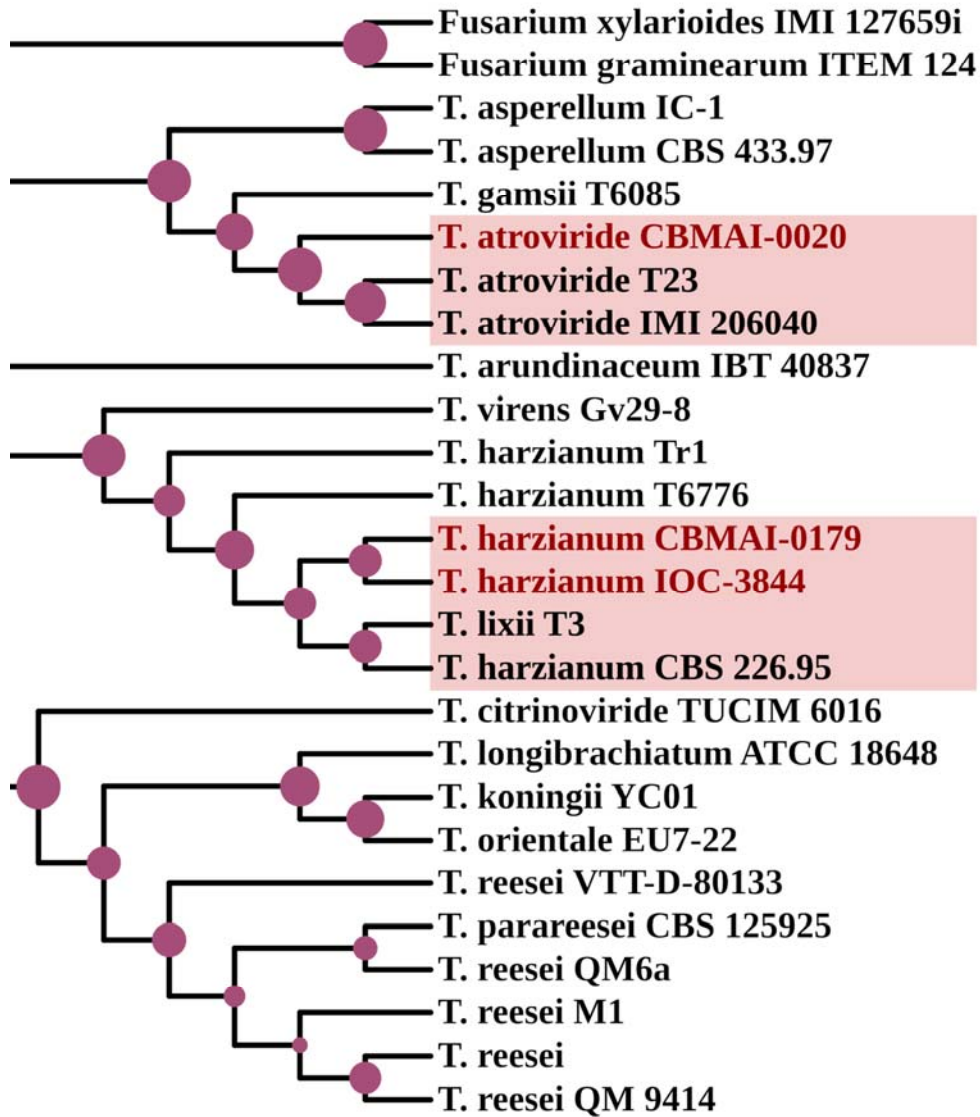 Fusarium xylarioides IMI 127659i
Fusarium graminearum ITEM 124
T. asperellum IC-1
T. asperellum CBS 433.97
T. gamsii T6085
T. atroviride CBMAI-0020
T. atroviride T23
T. atroviride IMI 206040
T. arundinaceum IBT 40837
T. virens Gv29-8
T. harzianum Tr1
T. harzianum T6776
T. harzianum CBMAI-0179
T. harzianum IOC-3844
T. lixii T3
T. harzianum CBS 226.95
T. citrinoviride TUCIM 6016
T. longibrachiatum ATCC 18648
T. koningii YC01
T. orientale EU7-22
T. reesei VTT-D-80133
T. parareesei CBS 125925
T. reesei QM6a
T. reesei M1
T. reesei
T. reesei QM 9414